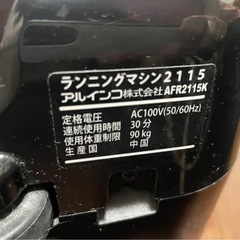 ランニングマシン2115
アルインコ株式会社 AFR2115K
定格電圧 AC100V(50/60Hz)
連続使用時間 30分
使用体重制限 90kg
生産国 中国